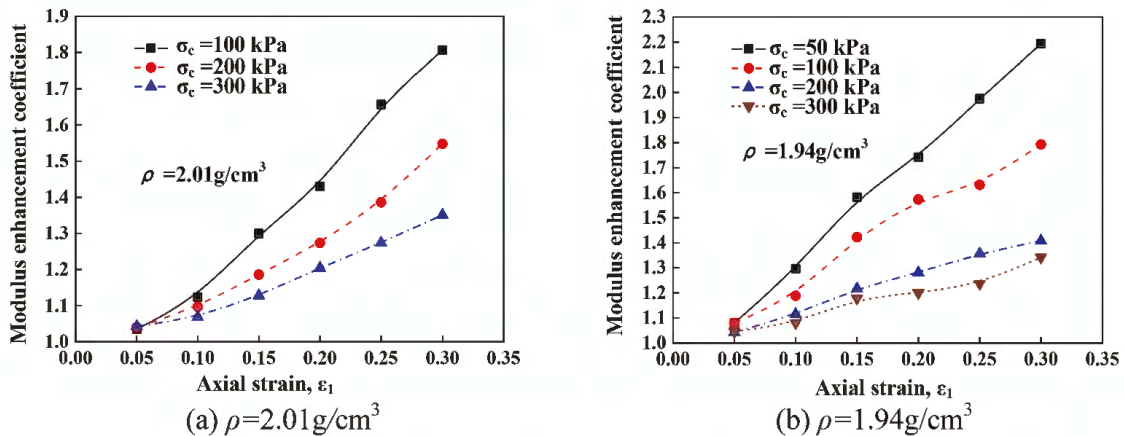 1.9
1.8
1.7
1.6
1.5
1.4
1.3
1.2
1.1
1.0
Modulus enhancement coefficient
σc =100 kPa
σc =200 kPa
σc =300 kPa
ρ =2.01g/cm³
0.00 0.05 0.10 0.15 0.20 0.25 0.30 0.35
Axial strain, ε₁
(a) ρ=2.01g/cm³
2.3
2.2
2.1
2.0
1.9
1.8
1.7
1.6
1.5
1.4
1.3
1.2
1.1
1.0
Modulus enhancement coefficient
σc =50 kPa
σc =100 kPa
σc =200 kPa
σc =300 kPa
ρ =1.94g/cm³
0.00 0.05 0.10 0.15 0.20 0.25 0.30 0.35
Axial strain, ε₁
(b) ρ=1.94g/cm³